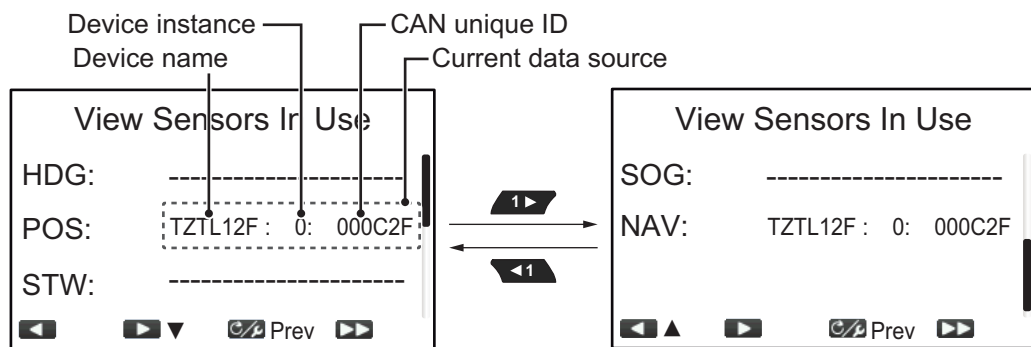 Device instance
CAN unique ID
Device name
Current data source
View Sensors In Use
HDG: -----------------------
POS: TZTL12F : 0: 000C2F
STW: -----------------------
Prev
1
1
View Sensors In Use
SOG: -----------------------
NAV: TZTL12F : 0: 000C2F
Prev